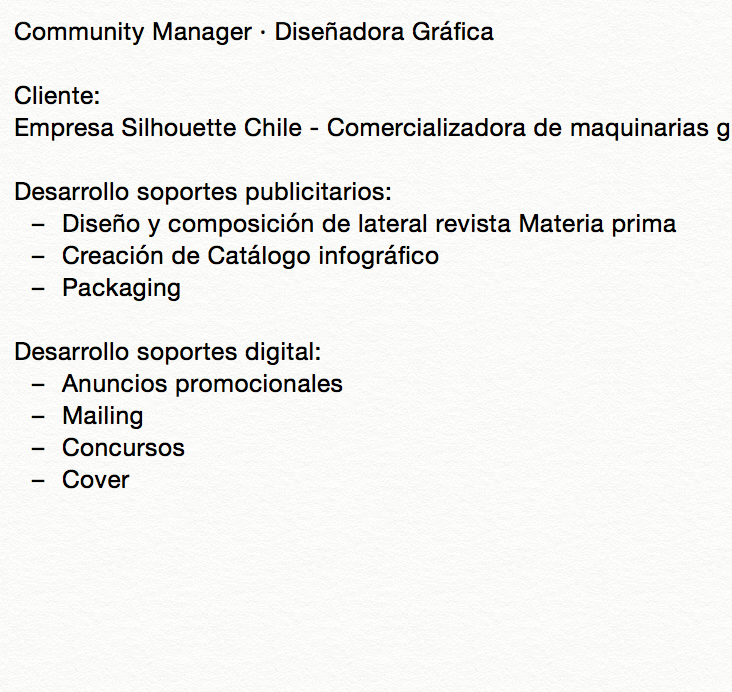 Community Manager · Diseñadora Gráfica
Cliente:
Empresa Silhouette Chile - Comercializadora de maquinarias g
Desarrollo soportes publicitarios:
– Diseño y composición de lateral revista Materia prima
– Creación de Catálogo infográfico
– Packaging
Desarrollo soportes digital:
– Anuncios promocionales
– Mailing
– Concursos
– Cover